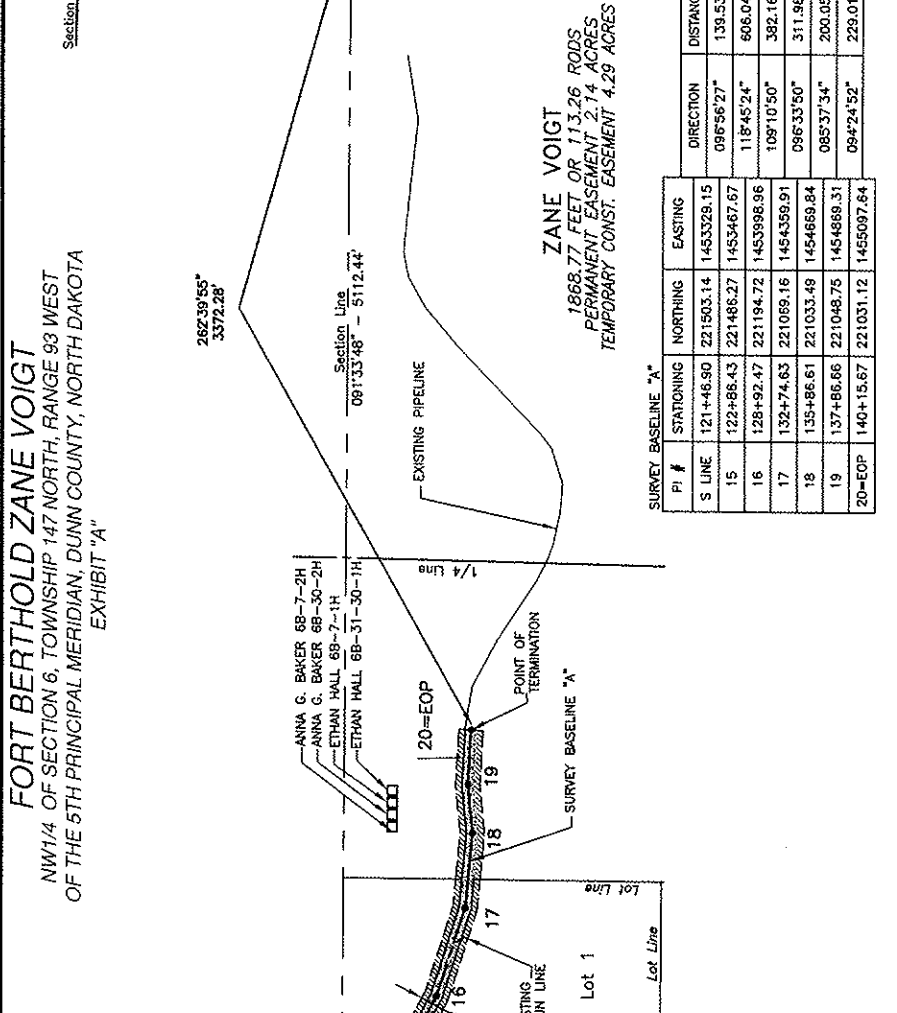 FORT BERTHOLD ZANE VOIGT
NW1/4 OF SECTION 6, TOWNSHIP 147 NORTH, RANGE 93 WEST
OF THE 5TH PRINCIPAL MERIDIAN, DUNN COUNTY, NORTH DAKOTA
EXHIBIT "A"
Section
262°39'55"
3372.28'
Section Line
091°33'48" - 5112.44'
EXISTING PIPELINE
1/4 Line
ANNA G. BAKER 6B-7-2H
ANNA G. BAKER 6B-30-2H
ETHAN HALL 6B-7-1H
ETHAN HALL 6B-31-30-1H
20=EOP
POINT OF
TERMINATION
SURVEY BASELINE "A"
19
18
17
16
Lot Line
Lot 1
Lot Line
ZANE VOIGT
1868.77 FEET OR 113.26 RODS
PERMANENT EASEMENT 2.14 ACRES
TEMPORARY CONST. EASEMENT 4.29 ACRES
SURVEY BASELINE "A"
PI # STATIONING NORTHING EASTING DIRECTION
S LINE 121+46.90 221503.14 1453329.15 096°56'27" 139.53
15 122+86.43 221486.27 1453467.67 118°45'24" 606.04
16 128+92.47 221194.72 1453998.96 109°10'50" 382.16
17 132+74.63 221069.16 1454359.91 096°33'50" 311.98
18 135+86.61 221033.49 1454669.84 085°37'34" 200.05
19 137+86.66 221048.75 1454869.31 094°24'52" 229.01
20=EOP 140+15.67 221031.12 1455097.64